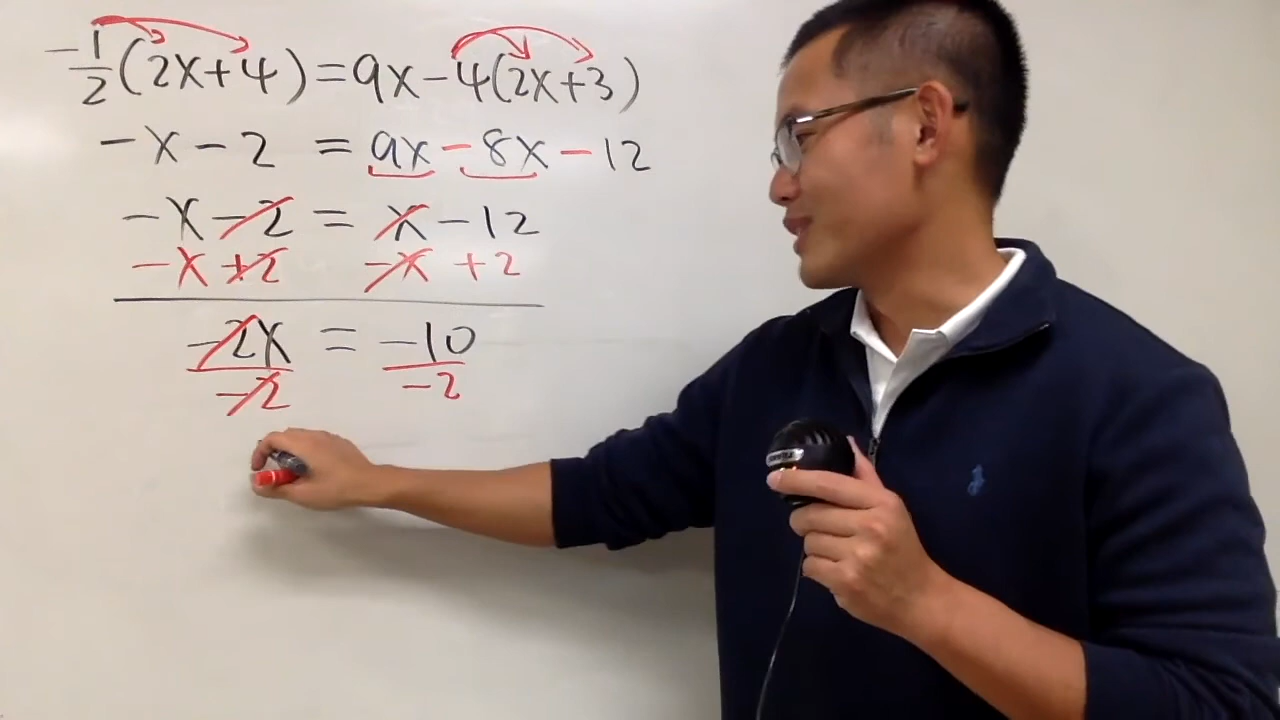 -1/2(2x+4)=9x-4(2x+3)
-x-2 = 9x-8x-12
-x-2 = x-12
-x+2 -x+2
-2x = -10
-2 -2